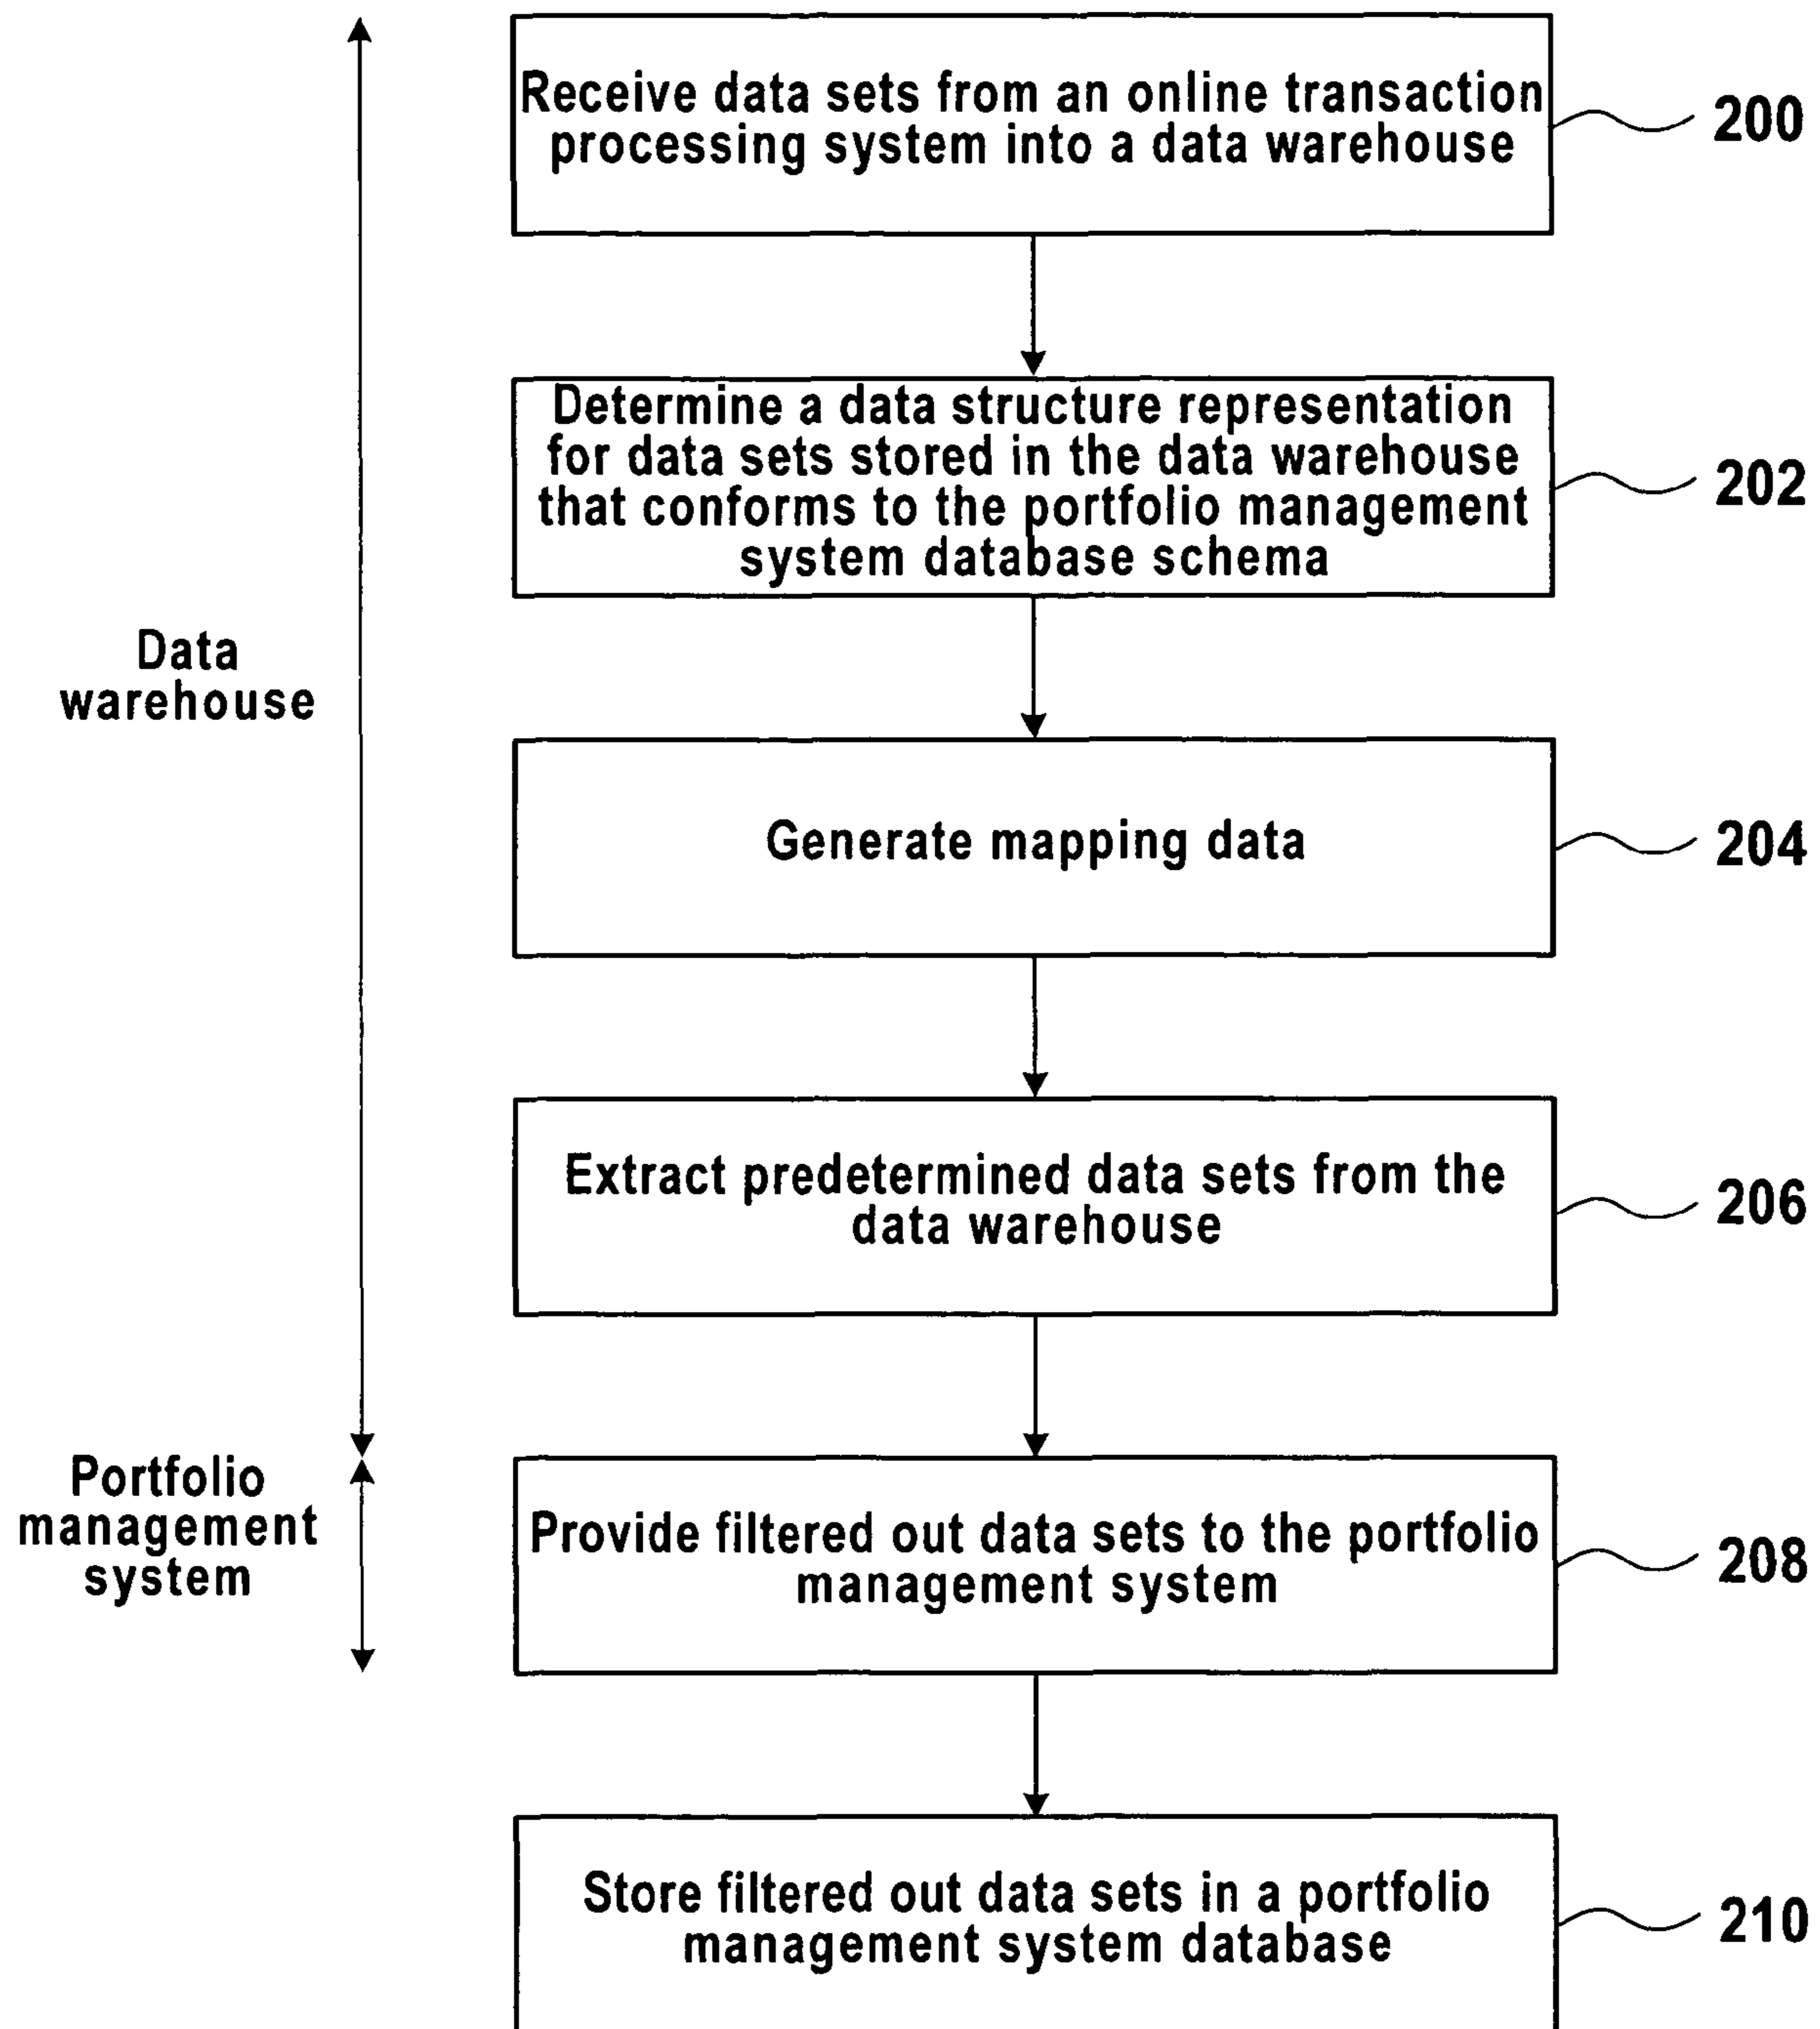 Receive data sets from an online transaction
processing system into a data warehouse
200
Determine a data structure representation
for data sets stored in the data warehouse
that conforms to the portfolio management
system database schema
202
Data
warehouse
Generate mapping data
204
Extract predetermined data sets from the
data warehouse
206
Portfolio
management
system
Provide filtered out data sets to the portfolio
management system
208
Store filtered out data sets in a portfolio
management system database
210